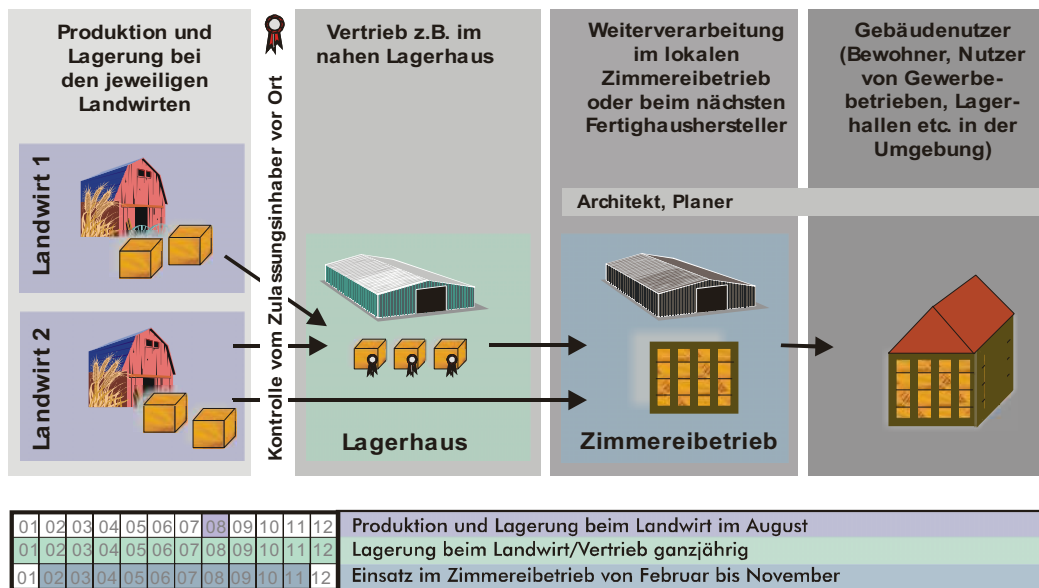 Produktion und
Lagerung bei
den jeweiligen
Landwirten
Landwirt 1
Landwirt 2
Kontrolle vom Zulassungsinhaber vor Ort
Vertrieb z.B. im
nahen Lagerhaus
Lagerhaus
Weiterverarbeitung
im lokalen
Zimmereibetrieb
oder beim nächsten
Fertighaushersteller
Architekt, Planer
Zimmereibetrieb
Gebäudenutzer
(Bewohner, Nutzer
von Gewerbe-
betrieben, Lager-
hallen etc. in der
Umgebung)
01 02 03 04 05 06 07 08 09 10 11 12 Produktion und Lagerung beim Landwirt im August
01 02 03 04 05 06 07 08 09 10 11 12 Lagerung beim Landwirt/Vertrieb ganzjährig
01 02 03 04 05 06 07 08 09 10 11 12 Einsatz im Zimmereibetrieb von Februar bis November